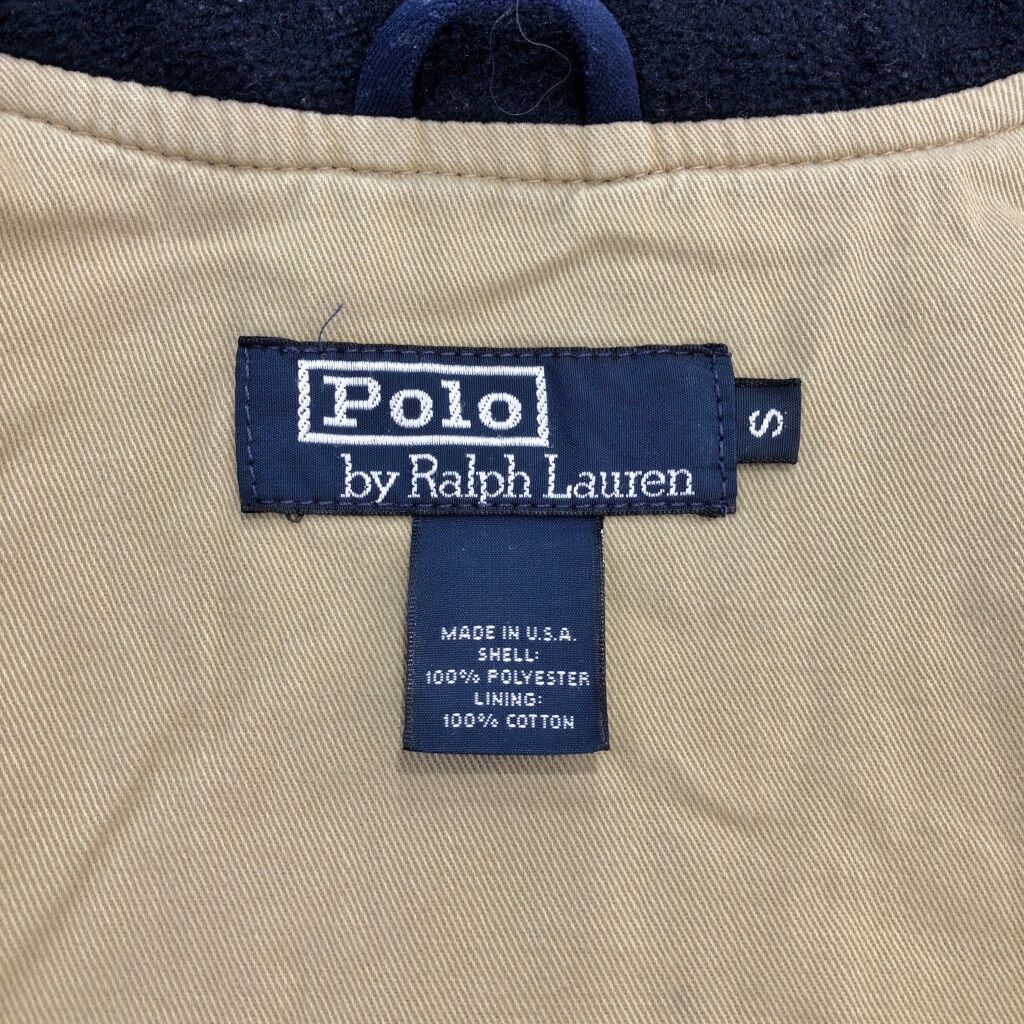 Polo
by Ralph Lauren
S
MADE IN U.S.A.
SHELL:
100% POLYESTER
LINING:
100% COTTON